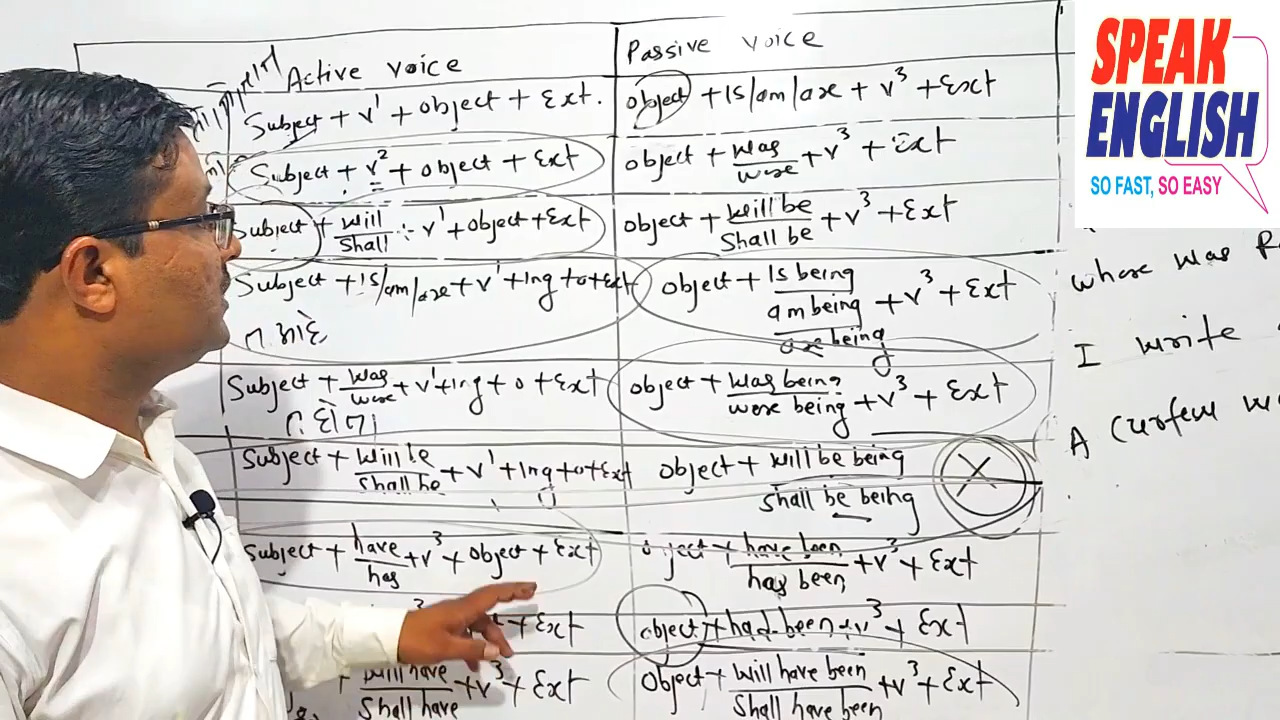 Active voice
Passive voice
Subject + V¹ + Object + Ext.
object + Is/am/are + V³ + Ext
Subject + V² + object + Ext
object + was/were + V³ + Ext
Subject + will/Shall + V¹ + Object + Ext
object + will be/Shall be + V³ + Ext
Subject + is/am/are + V¹ + ing + o + Ext
object + Is being/am being/are being + V³ + Ext
Subject + was/were + V¹ + ing + o + Ext
object + was being/were being + V³ + Ext
Subject + will be/Shall be + V¹ + Ing + o + Ext
object + will be being/Shall be being X
Subject + have/has + V³ + Object + Ext
object + have been/has been + V³ + Ext
+ Ext
object + had been + V³ + Ext
+ will have/Shall have + V³ + Ext
Object + will have been/Shall have been + V³ + Ext
SPEAK
ENGLISH
SO FAST, SO EASY
was
I write
A